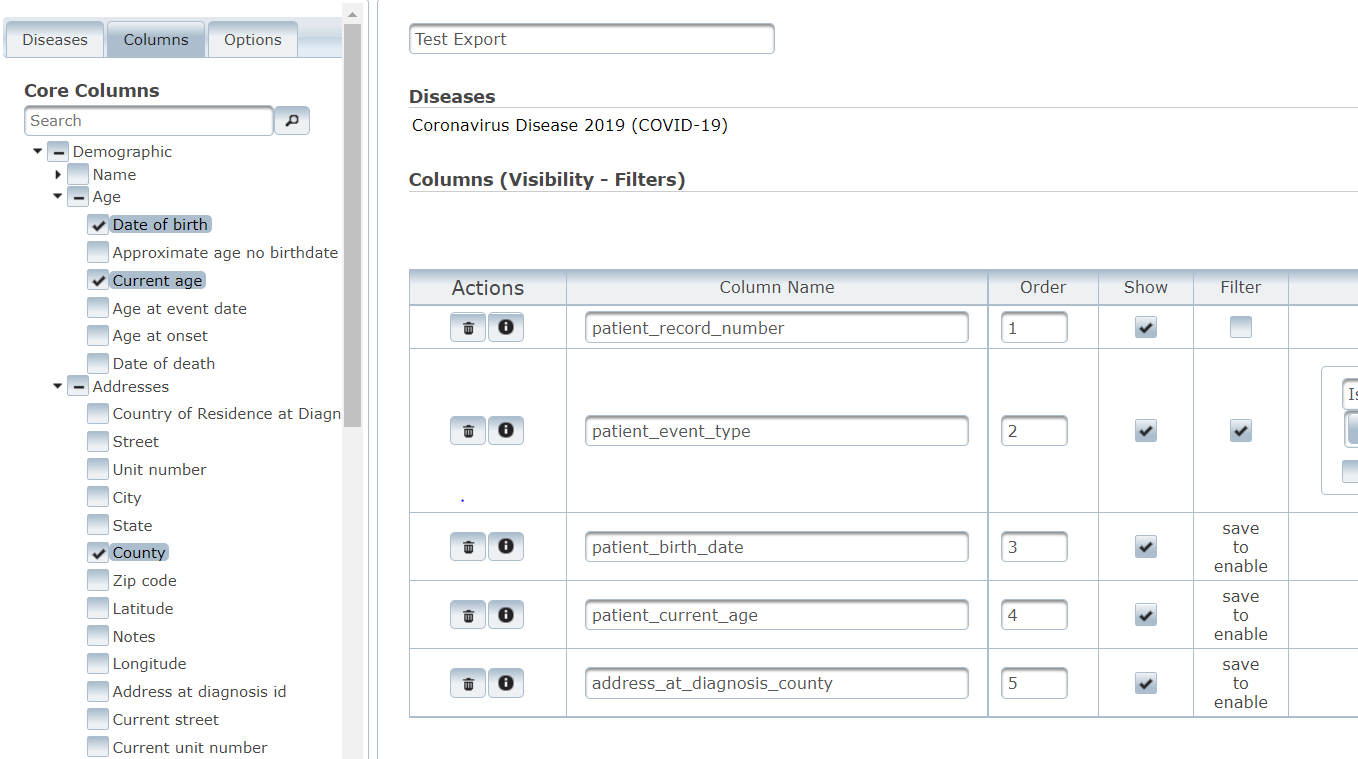 Diseases Columns Options
Core Columns
Search
Demographic
Name
Age
Date of birth
Approximate age no birthdate
Current age
Age at event date
Age at onset
Date of death
Addresses
Country of Residence at Diagn
Street
Unit number
City
State
County
Zip code
Latitude
Notes
Longitude
Address at diagnosis id
Current street
Current unit number
Test Export
Diseases
Coronavirus Disease 2019 (COVID-19)
Columns (Visibility - Filters)
Actions Column Name Order Show Filter
patient_record_number 1
patient_event_type 2 Is
patient_birth_date 3 save
to
enable
patient_current_age 4 save
to
enable
address_at_diagnosis_county 5 save
to
enable